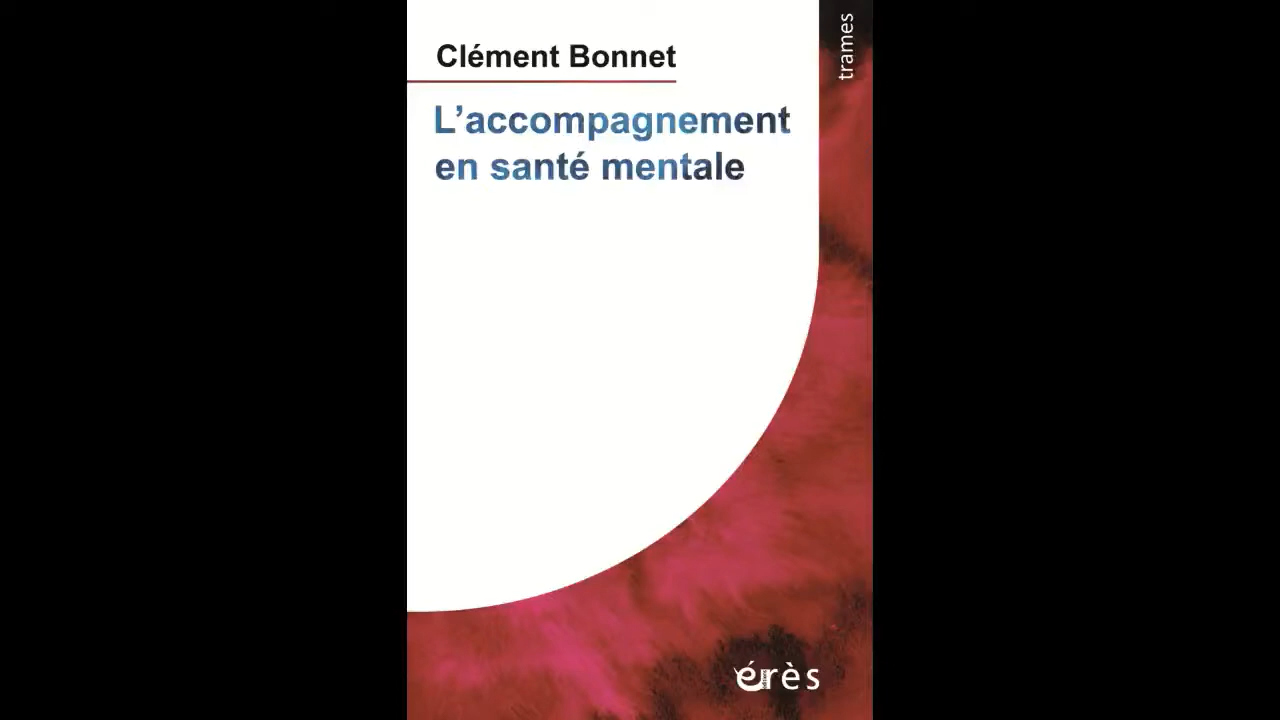 Clément Bonnet
L’accompagnement
en santé mentale
trames
érès